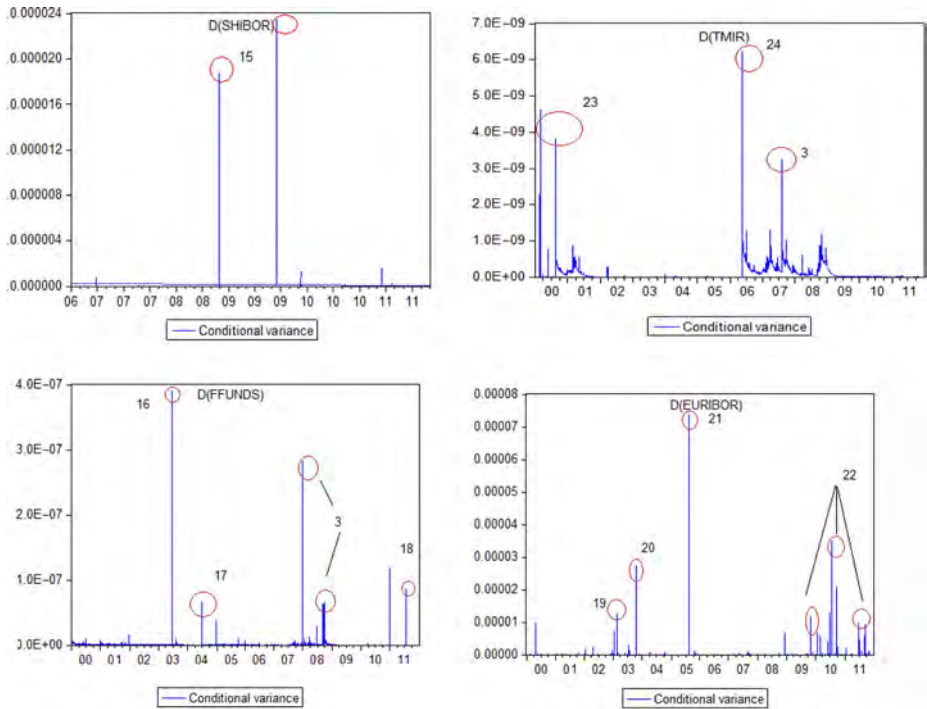 D(SHIBOR)
15
.0.000024
.0.000020
.0.000016
.0.000012
.0.000008
.0.000004
.0.000000
06 07 07 08 08 09 09 10 10 11 11
Conditional variance
D(TMIR)
23
24
3
7.0E-09
6.0E-09
5.0E-09
4.0E-09
3.0E-09
2.0E-09
1.0E-09
0.0E+00
00 01 02 03 04 05 06 07 08 09 10 11
Conditional variance
D(FFUNDS)
16
17
3
18
4.0E-07
3.0E-07
2.0E-07
1.0E-07
0.0E+00
00 01 02 03 04 05 06 07 08 09 10 11
Conditional variance
D(EURIBOR)
19
20
21
22
0.00008
0.00007
0.00006
0.00005
0.00004
0.00003
0.00002
0.00001
0.00000
00 01 02 03 04 05 06 07 08 09 10 11
Conditional variance